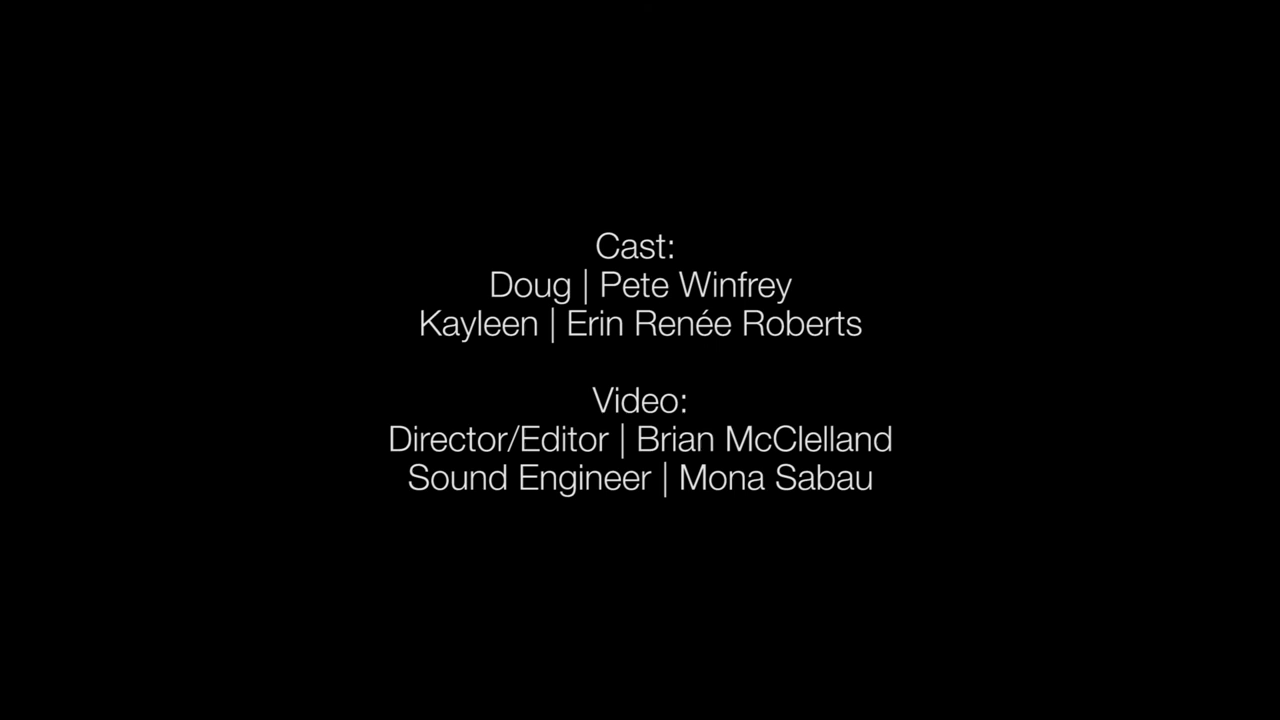 Cast:
Doug | Pete Winfrey
Kayleen | Erin Renée Roberts
Video:
Director/Editor | Brian McClelland
Sound Engineer | Mona Sabau